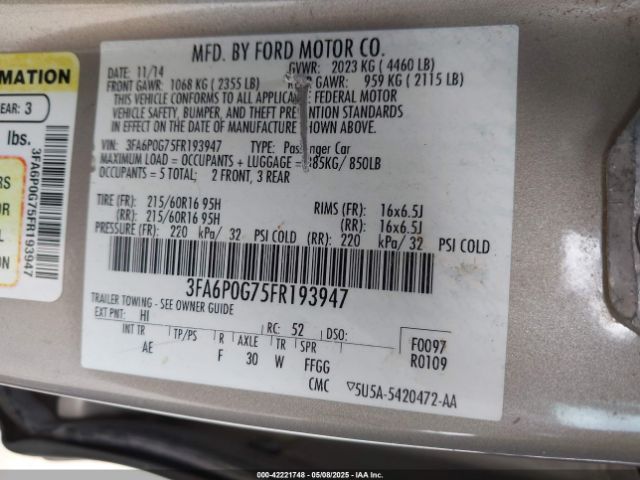 MFD. BY FORD MOTOR CO.
DATE: 11/14 GVWR: 2023 KG ( 4460 LB)
FRONT GAWR: 1068 KG ( 2355 LB) GAWR: 959 KG ( 2115 LB)
THIS VEHICLE CONFORMS TO ALL FEDERAL MOTOR
VEHICLE SAFETY, BUMPER, AND THEFT PREVENTION STANDARDS
IN EFFECT ON THE DATE OF MANUFACTURE SHOWN ABOVE.
VIN: 3FA6P0G75FR193947 TYPE: Passenger Car
MAXIMUM LOAD = OCCUPANTS + LUGGAGE = 385KG/ 850LB
OCCUPANTS = 5 TOTAL; 2 FRONT, 3 REAR
TIRE (FR): 215/60R16 95H RIMS (FR): 16x6.5J
(RR): 215/60R16 95H (RR): 16x6.5J
PRESSURE (FR): 220 kPa/ 32 PSI COLD (RR): 220 kPa/ 32 PSI COLD
3FA6P0G75FR193947
TRAILER TOWING - SEE OWNER GUIDE
EXT PNT: HI RC: 52 DSO:
INT TR TP/PS R AXLE TR SPR F0097
AE F 30 W FFGG R0109
CMC 5U5A-5420472-AA
RMATION
EAR: 3
lbs.
RS
OR
L
ON
3FA6P0G75FR193947
000-42221748 - 05/08/2025 - IAA Inc.